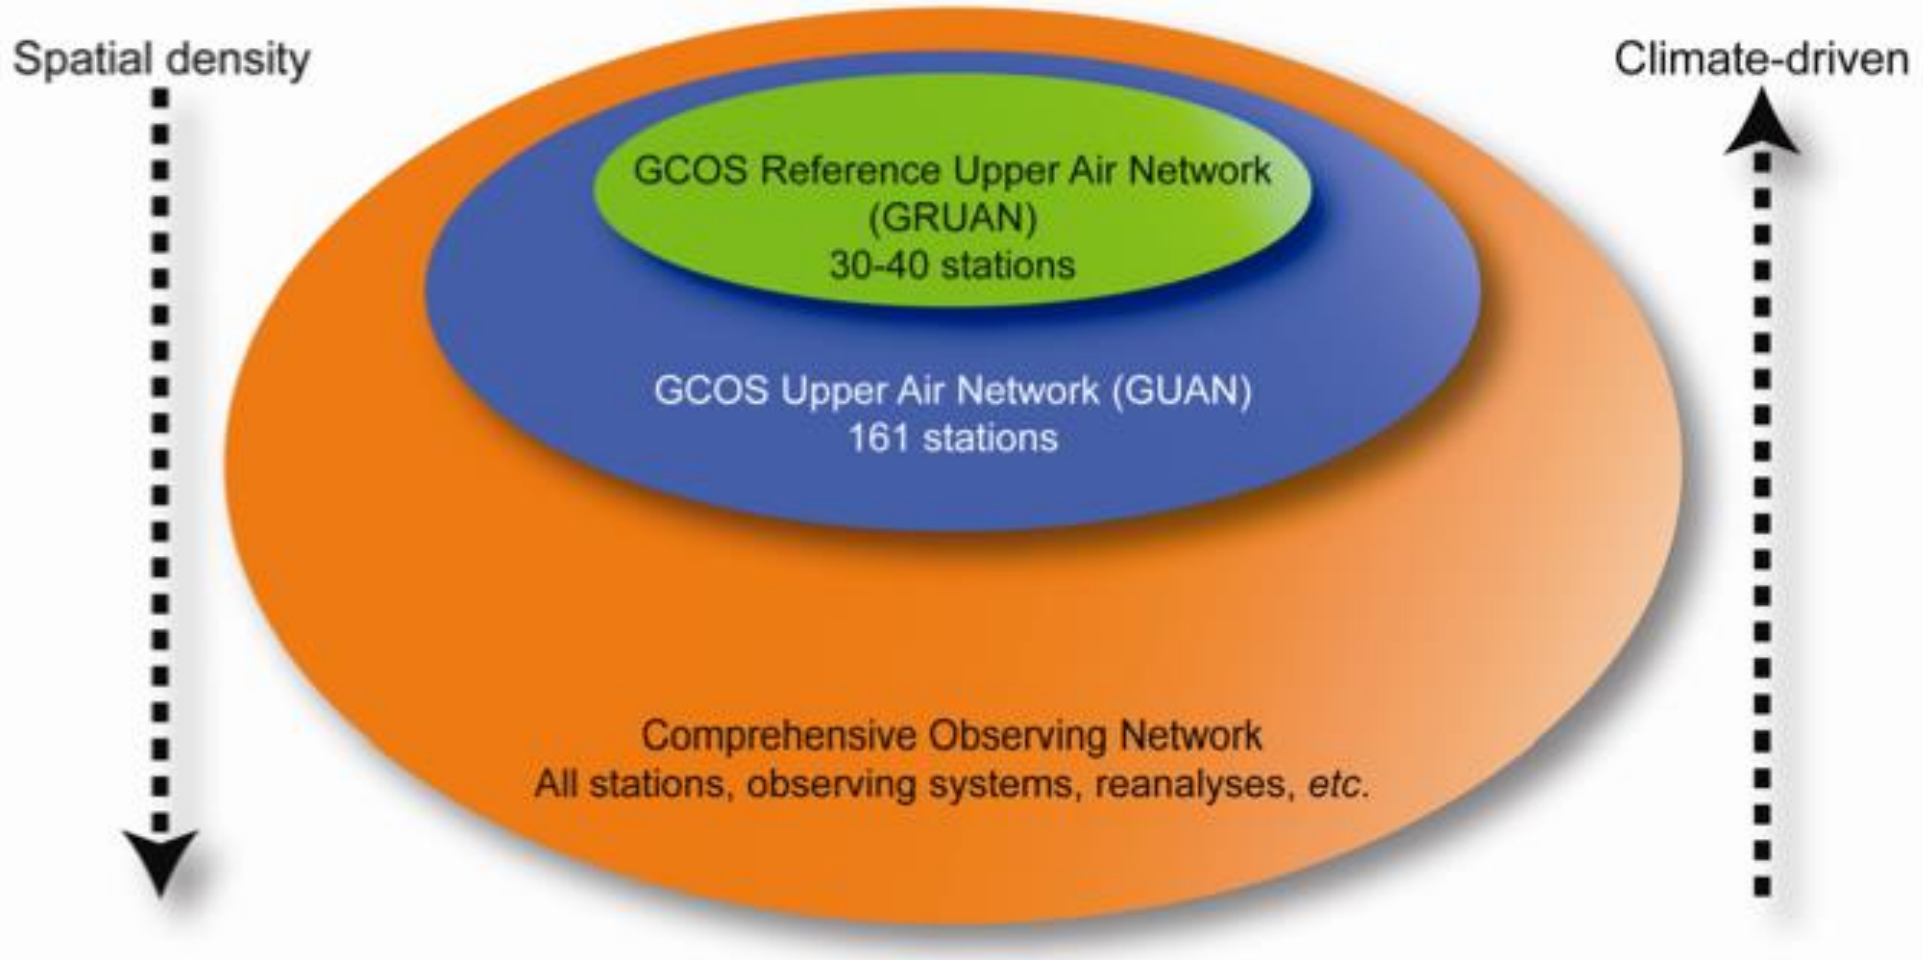 Spatial density
Climate-driven
GCOS Reference Upper Air Network
(GRUAN)
30-40 stations
GCOS Upper Air Network (GUAN)
161 stations
Comprehensive Observing Network
All stations, observing systems, reanalyses, etc.